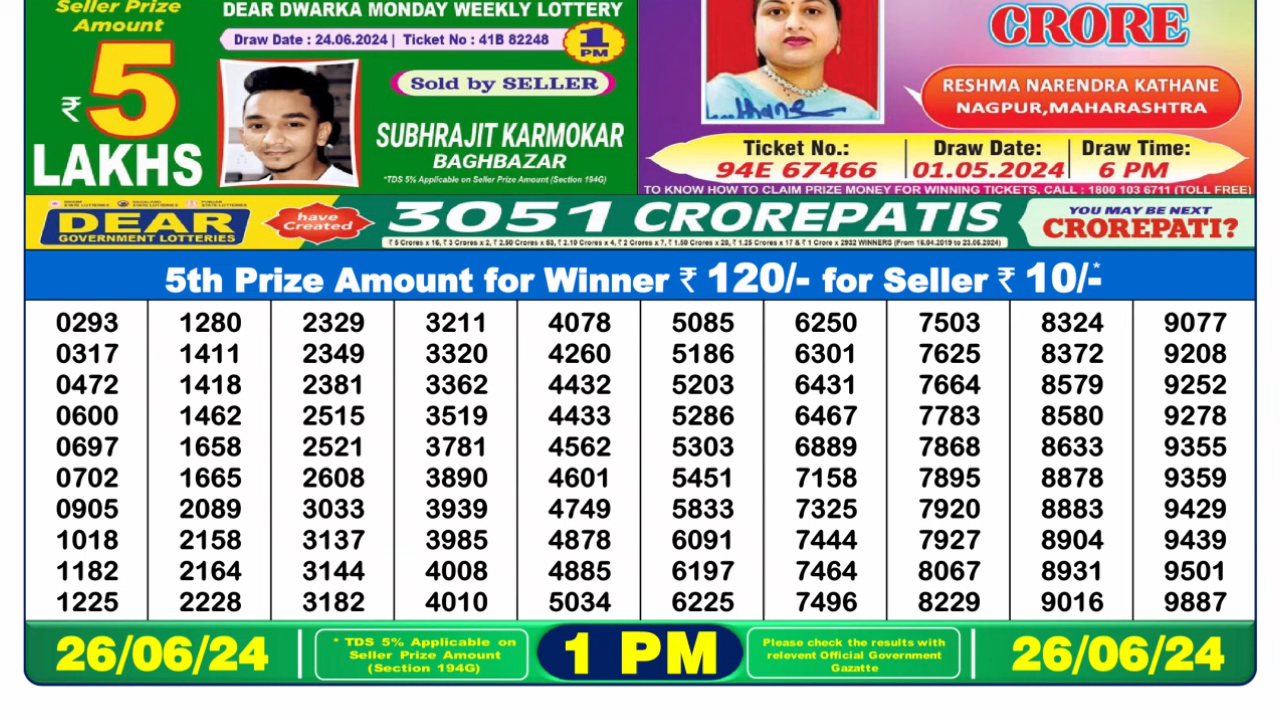 Seller Prize
Amount
₹ 5
LAKHS
DEAR DWARKA MONDAY WEEKLY LOTTERY
Draw Date : 24.06.2024 | Ticket No : 41B 82248
1
PM
Sold by SELLER
SUBHRAJIT KARMOKAR
BAGHBAZAR
*TDS 5% Applicable on Seller Prize Amount (Section 194G)
CRORE
RESHMA NARENDRA KATHANE
NAGPUR,MAHARASHTRA
Ticket No.: Draw Date: Draw Time:
94E 67466 01.05.2024 6 PM
TO KNOW HOW TO CLAIM PRIZE MONEY FOR WINNING TICKETS, CALL : 1800 103 6711 (TOLL FREE)
DEAR
GOVERNMENT LOTTERIES
have
Created
3051 CROREPATIS
YOU MAY BE NEXT
CROREPATI?
5th Prize Amount for Winner ₹ 120/- for Seller ₹ 10/-*
0293 1280 2329 3211 4078 5085 6250 7503 8324 9077
0317 1411 2349 3320 4260 5186 6301 7625 8372 9208
0472 1418 2381 3362 4432 5203 6431 7664 8579 9252
0600 1462 2515 3519 4433 5286 6467 7783 8580 9278
0697 1658 2521 3781 4562 5303 6889 7868 8633 9355
0702 1665 2608 3890 4601 5451 7158 7895 8878 9359
0905 2089 3033 3939 4749 5833 7325 7920 8883 9429
1018 2158 3137 3985 4878 6091 7444 7927 8904 9439
1182 2164 3144 4008 4885 6197 7464 8067 8931 9501
1225 2228 3182 4010 5034 6225 7496 8229 9016 9887
26/06/24
* TDS 5% Applicable on
Seller Prize Amount
(Section 194G)
1 PM
Please check the results with
relevent Official Government
Gazatte
26/06/24